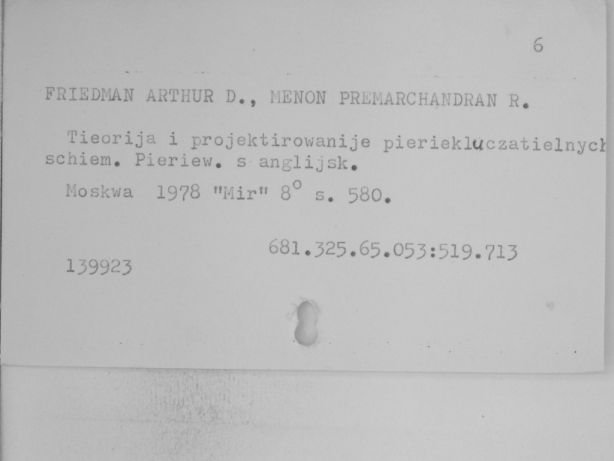 6
FRIEDMAN ARTHUR D., MENON PREMARCHANDRAN R.
Tieorija i projektirowanije pieriekluczatielnych
schiem. Pieriew. s anglijsk.
Moskwa 1978 "Mir" 8° s. 580.
681.325.65.053:519.713
139923